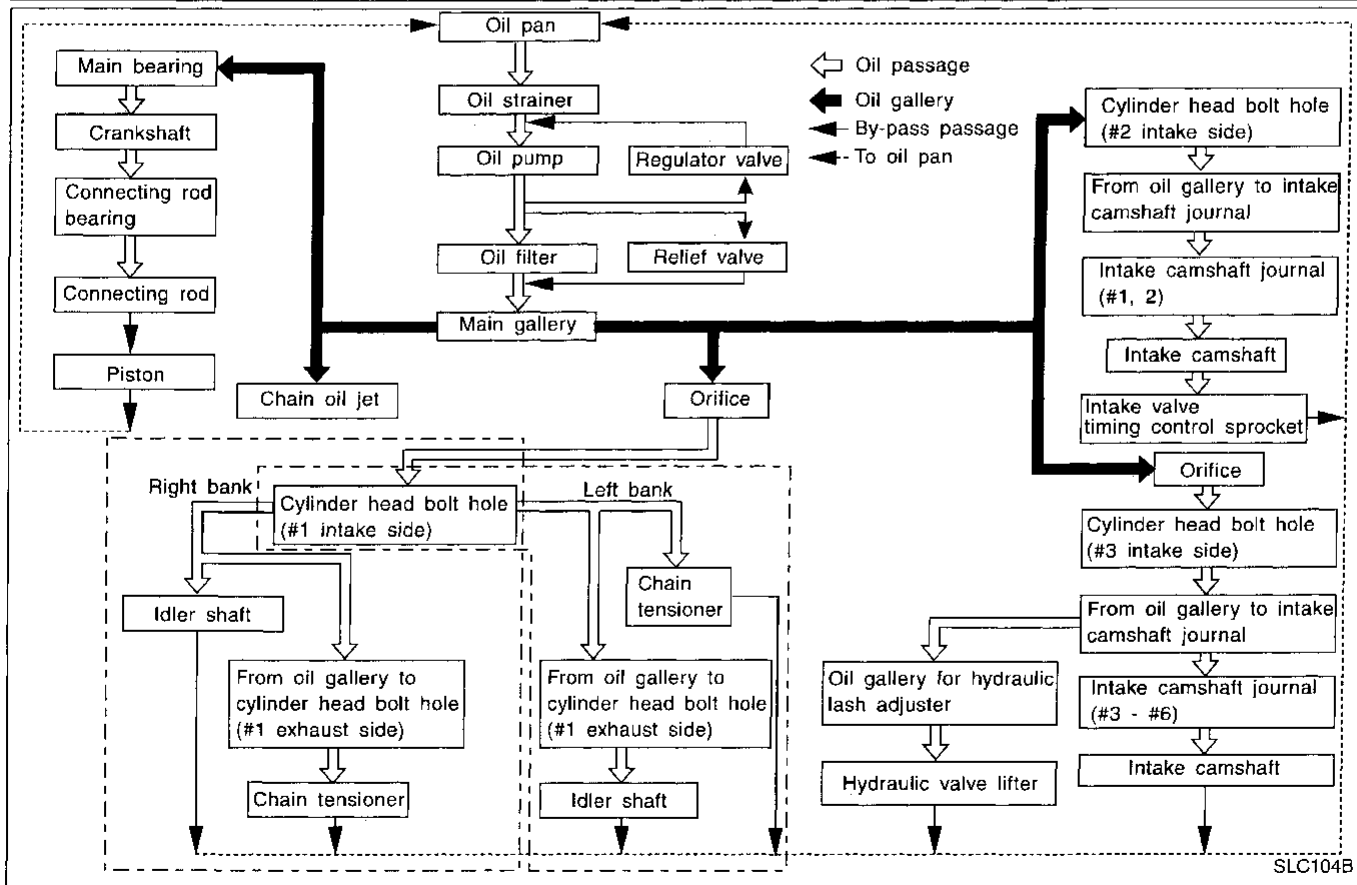 Oil pan
Main bearing
Oil strainer
Crankshaft
Oil pump
Regulator valve
Connecting rod
bearing
Oil filter
Relief valve
Connecting rod
Main gallery
Piston
Chain oil jet
Orifice
Oil passage
Oil gallery
By-pass passage
To oil pan
Cylinder head bolt hole
(#2 intake side)
From oil gallery to intake
camshaft journal
Intake camshaft journal
(#1, 2)
Intake camshaft
Intake valve
timing control sprocket
Orifice
Cylinder head bolt hole
(#3 intake side)
From oil gallery to intake
camshaft journal
Oil gallery for hydraulic
lash adjuster
Intake camshaft journal
(#3 - #6)
Hydraulic valve lifter
Intake camshaft
Right bank
Cylinder head bolt hole
(#1 intake side)
Left bank
Idler shaft
Chain
tensioner
From oil gallery to
cylinder head bolt hole
(#1 exhaust side)
From oil gallery to
cylinder head bolt hole
(#1 exhaust side)
Chain tensioner
Idler shaft
SLC104B